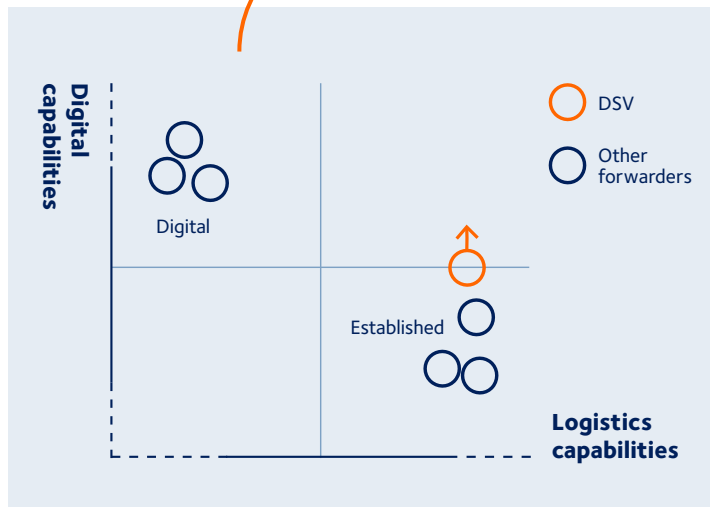 Digital
capabilities
DSV
Other
forwarders
Digital
Established
Logistics
capabilities